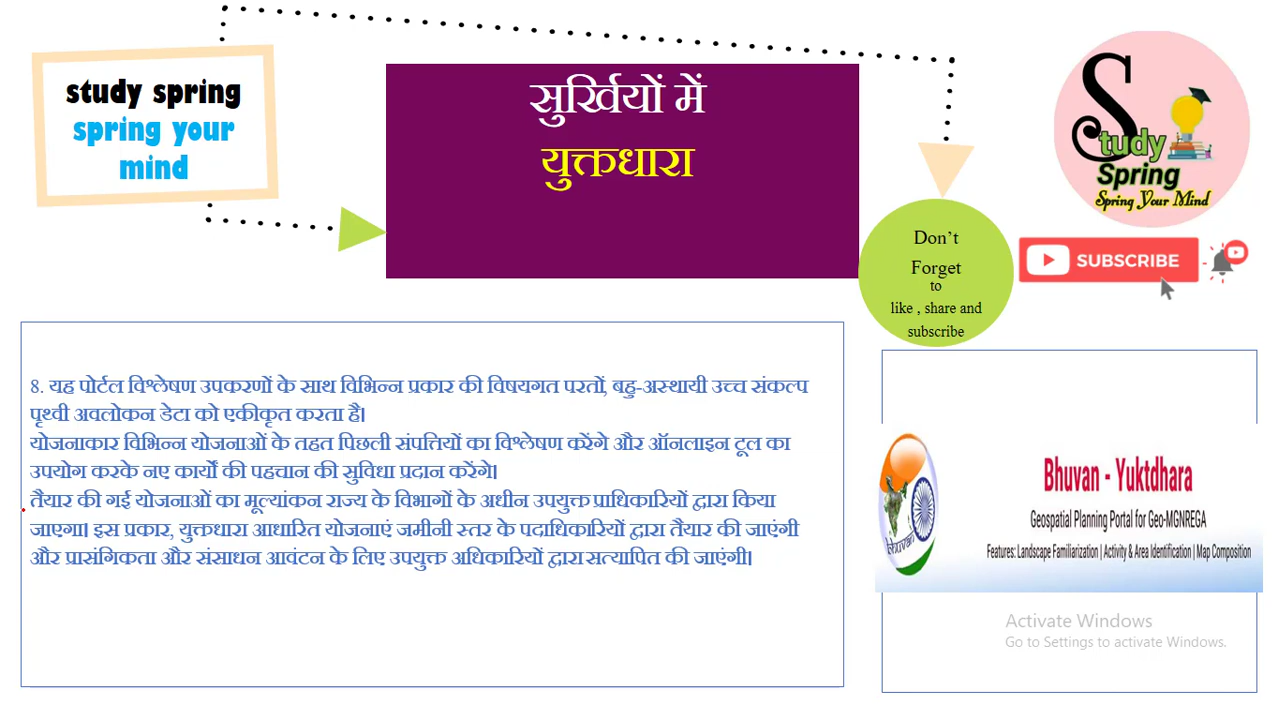 study spring
spring your
mind
सुर्खियों में
युक्तधारा
Study
Spring
Spring Your Mind
SUBSCRIBE
Don't
Forget
to
like , share and
subscribe
8. यह पोर्टल विश्लेषण उपकरणों के साथ विभिन्न प्रकार की विषयगत परतों, बहु-अस्थायी उच्च संकल्प
पृथ्वी अवलोकन डेटा को एकीकृत करता है।
योजनाकार विभिन्न योजनाओं के तहत पिछली संपत्तियों का विश्लेषण करेंगे और ऑनलाइन टूल का
उपयोग करके नए कार्यों की पहचान की सुविधा प्रदान करेंगे।
तैयार की गई योजनाओं का मूल्यांकन राज्य के विभागों के अधीन उपयुक्त प्राधिकारियों द्वारा किया
जाएगा। इस प्रकार, युक्तधारा आधारित योजनाएं जमीनी स्तर के पदाधिकारियों द्वारा तैयार की जाएंगी
और प्रासंगिकता और संसाधन आवंटन के लिए उपयुक्त अधिकारियों द्वारा सत्यापित की जाएंगी।
bhuvan
Bhuvan - Yuktdhara
Geospatial Planning Portal for Geo-MGNREGA
Features: Landscape Familiarization | Activity & Area Identification | Map Composition
Activate Windows
Go to Settings to activate Windows.